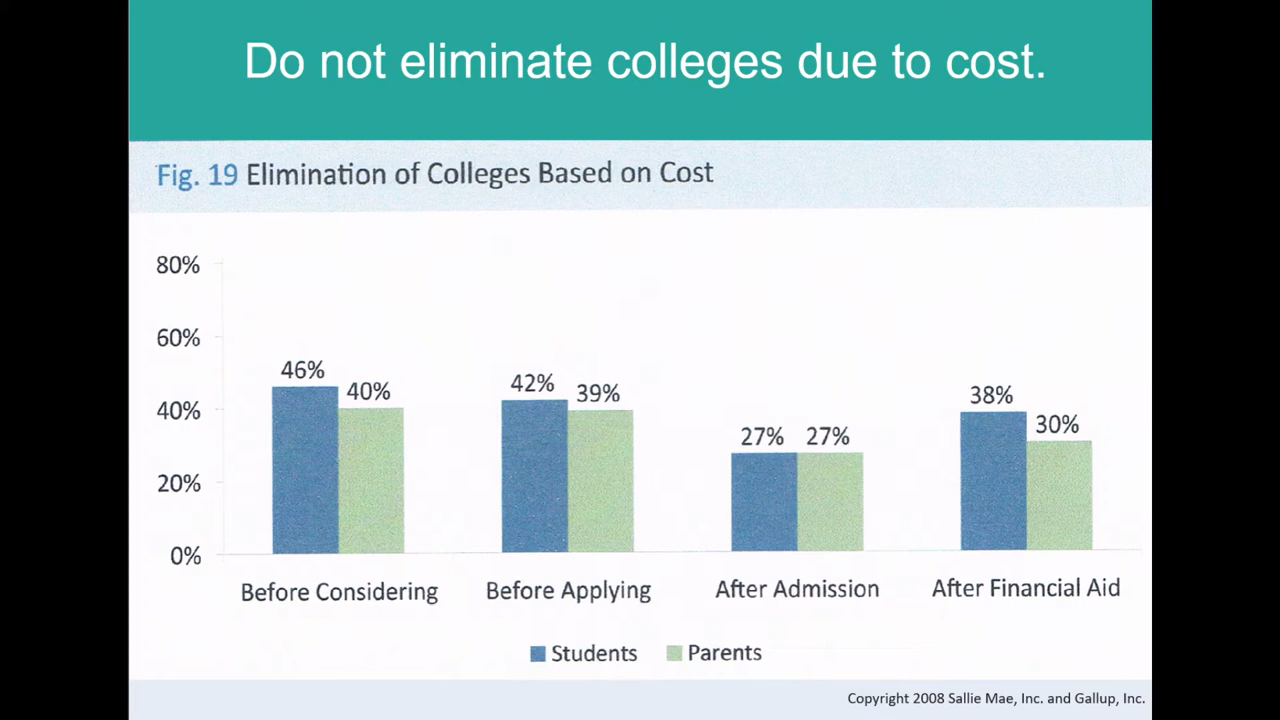 Do not eliminate colleges due to cost.
Fig. 19 Elimination of Colleges Based on Cost
80%
60%
40%
20%
0%
46%
40%
42%
39%
27%
27%
38%
30%
Before Considering
Before Applying
After Admission
After Financial Aid
Students
Parents
Copyright 2008 Sallie Mae, Inc. and Gallup, Inc.